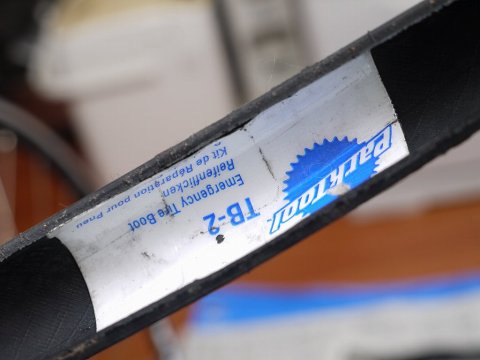 ParkTool
TB-2
Emergency Tire Boot
Reifenflicken
Kit de Réparation pour Pneu